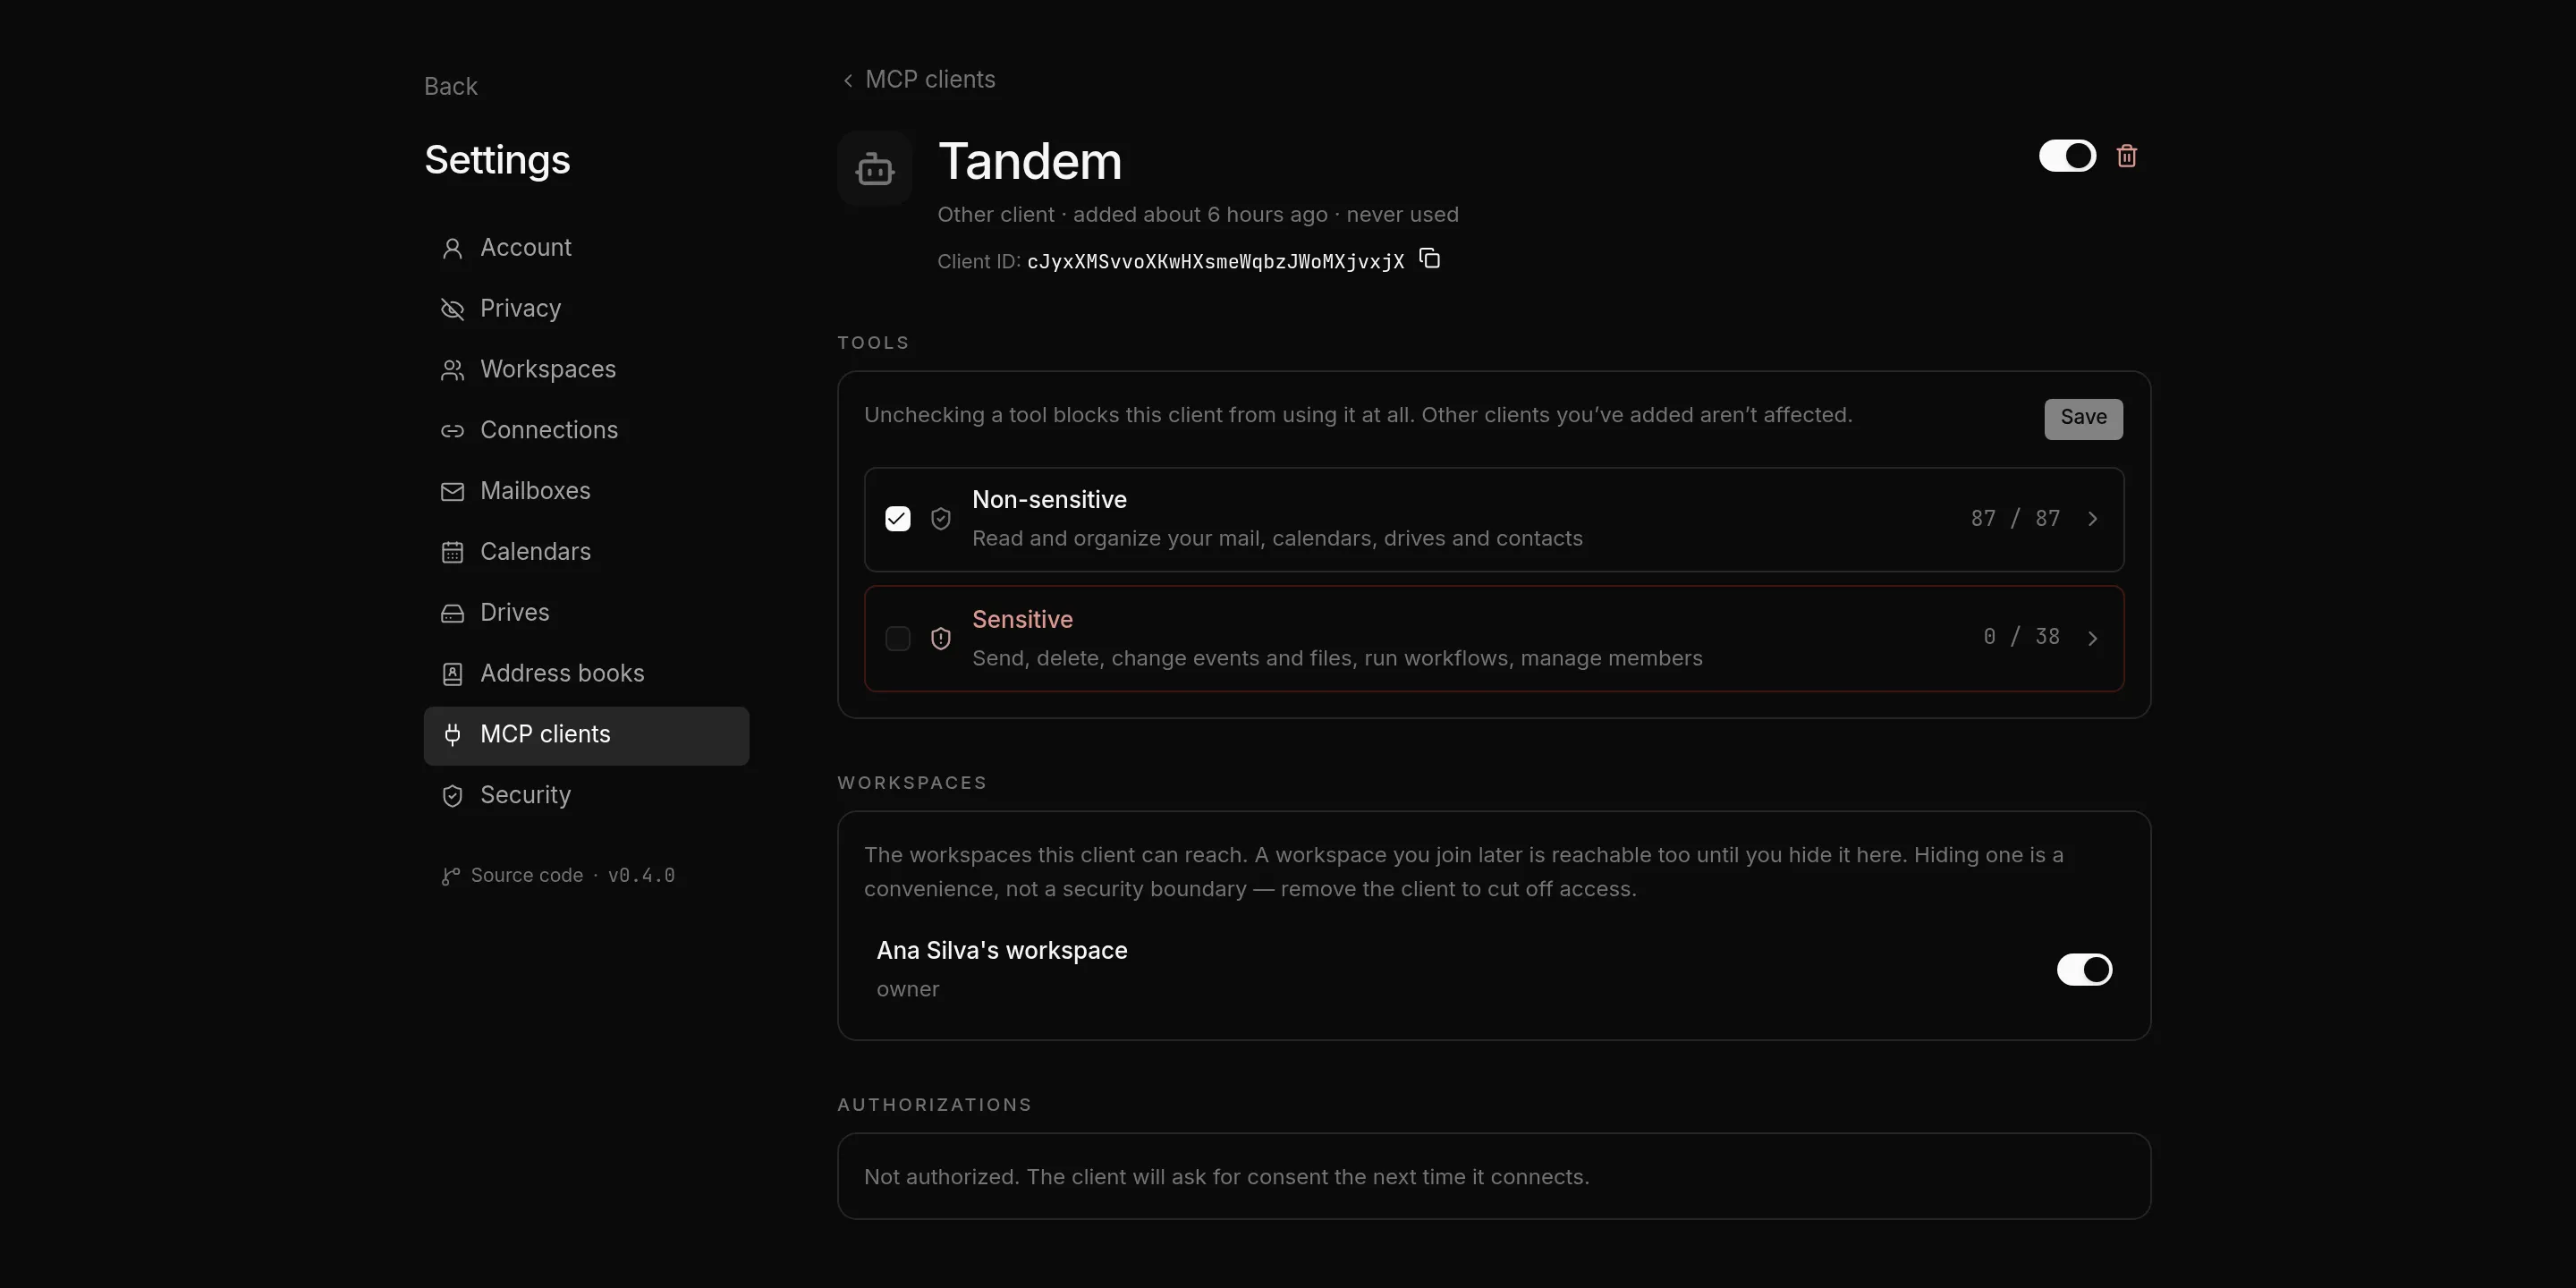 Back
Settings
Account
Privacy
Workspaces
Connections
Mailboxes
Calendars
Drives
Address books
MCP clients
Security
Source code · v0.4.0
MCP clients
Tandem
Other client · added about 6 hours ago · never used
Client ID: cJyxXMSvvoXKwHXsmeWqbzJWoMXjvxjX
TOOLS
Unchecking a tool blocks this client from using it at all. Other clients you’ve added aren’t affected.
Save
Non-sensitive
Read and organize your mail, calendars, drives and contacts
87 / 87
Sensitive
Send, delete, change events and files, run workflows, manage members
0 / 38
WORKSPACES
The workspaces this client can reach. A workspace you join later is reachable too until you hide it here. Hiding one is a
convenience, not a security boundary — remove the client to cut off access.
Ana Silva's workspace
owner
AUTHORIZATIONS
Not authorized. The client will ask for consent the next time it connects.